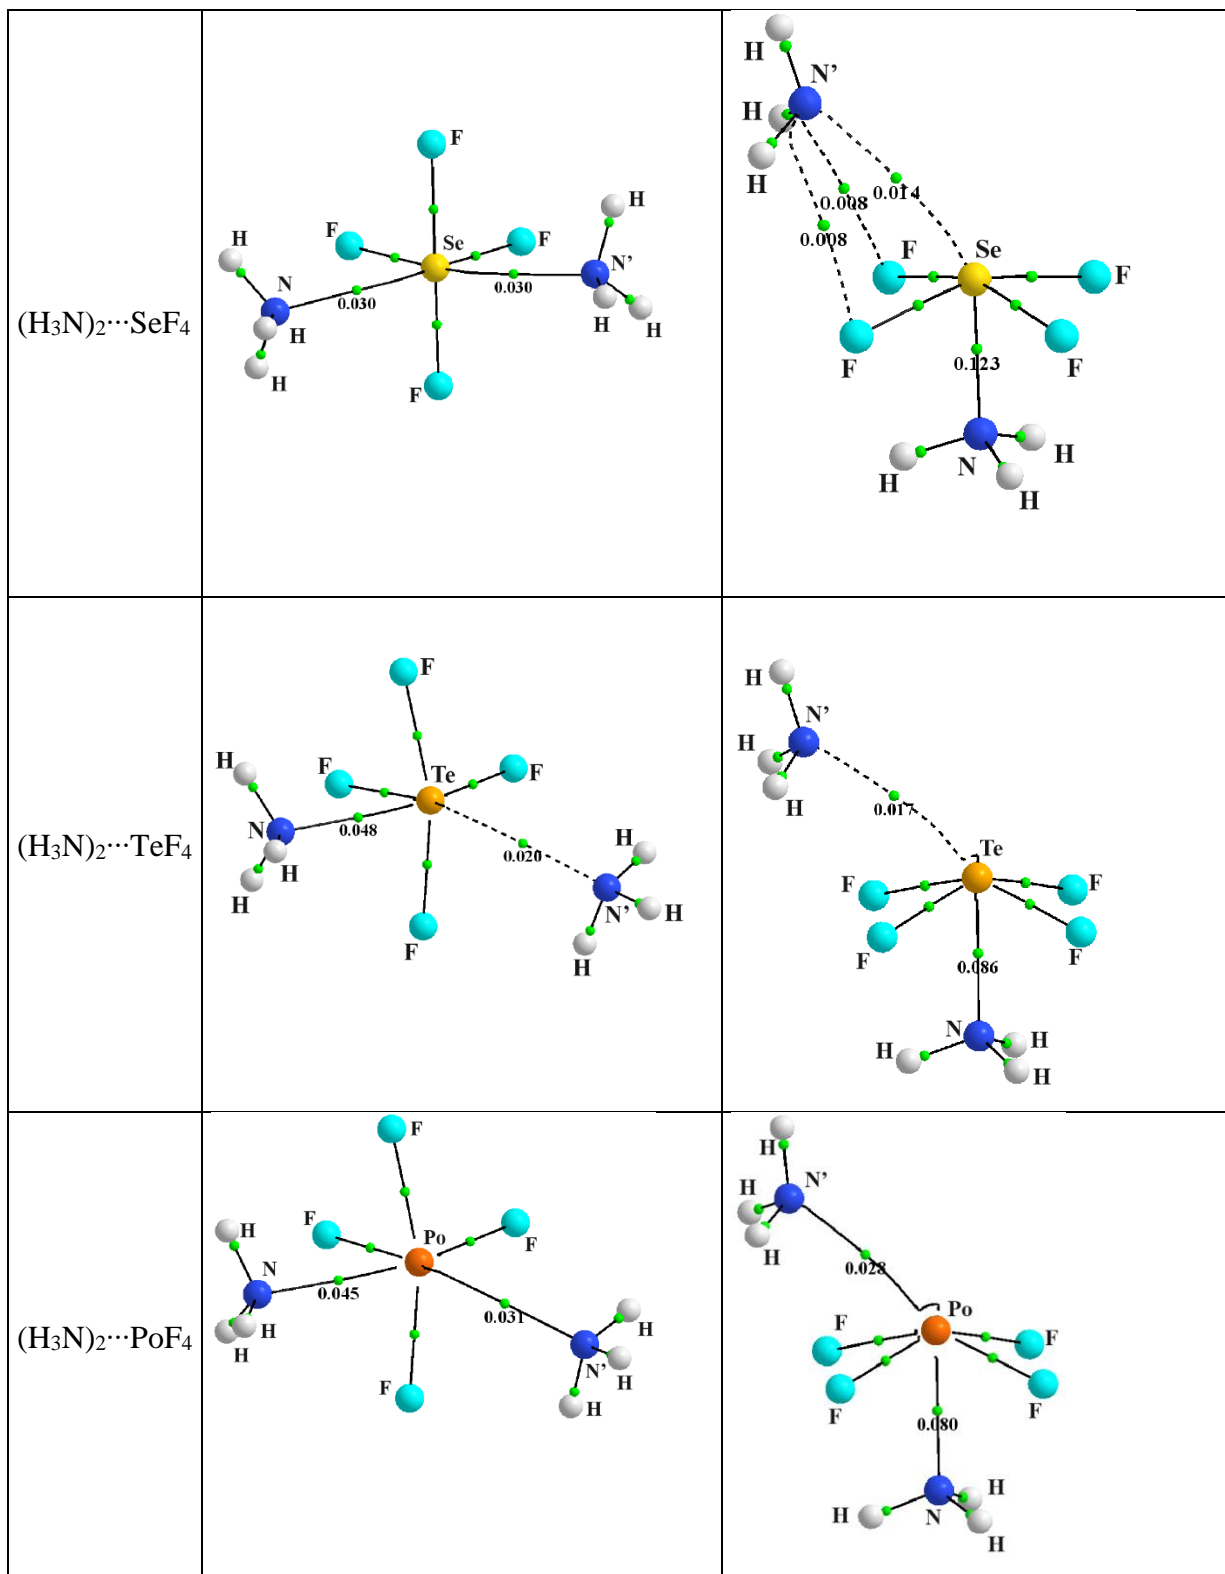 (H₃N)₂···SeF₄
F
F
F
Se
H
H
N'
N
0.030
0.030
H
H
H
H
F
H
N'
H
H
0.014
0.008
0.008
Se
F
F
F
F
0.123
N
H
H
H
(H₃N)₂···TeF₄
F
F
Te
F
H
N
0.048
0.020
H
H
H
N'
H
F
H
H
N'
H
H
0.017
Te
F
F
F
F
0.086
N
H
H
H
(H₃N)₂···PoF₄
F
F
Po
F
H
N
0.045
0.031
H
H
H
N'
H
F
H
H
N'
H
H
0.028
Po
F
F
F
F
0.080
H
H
N
H